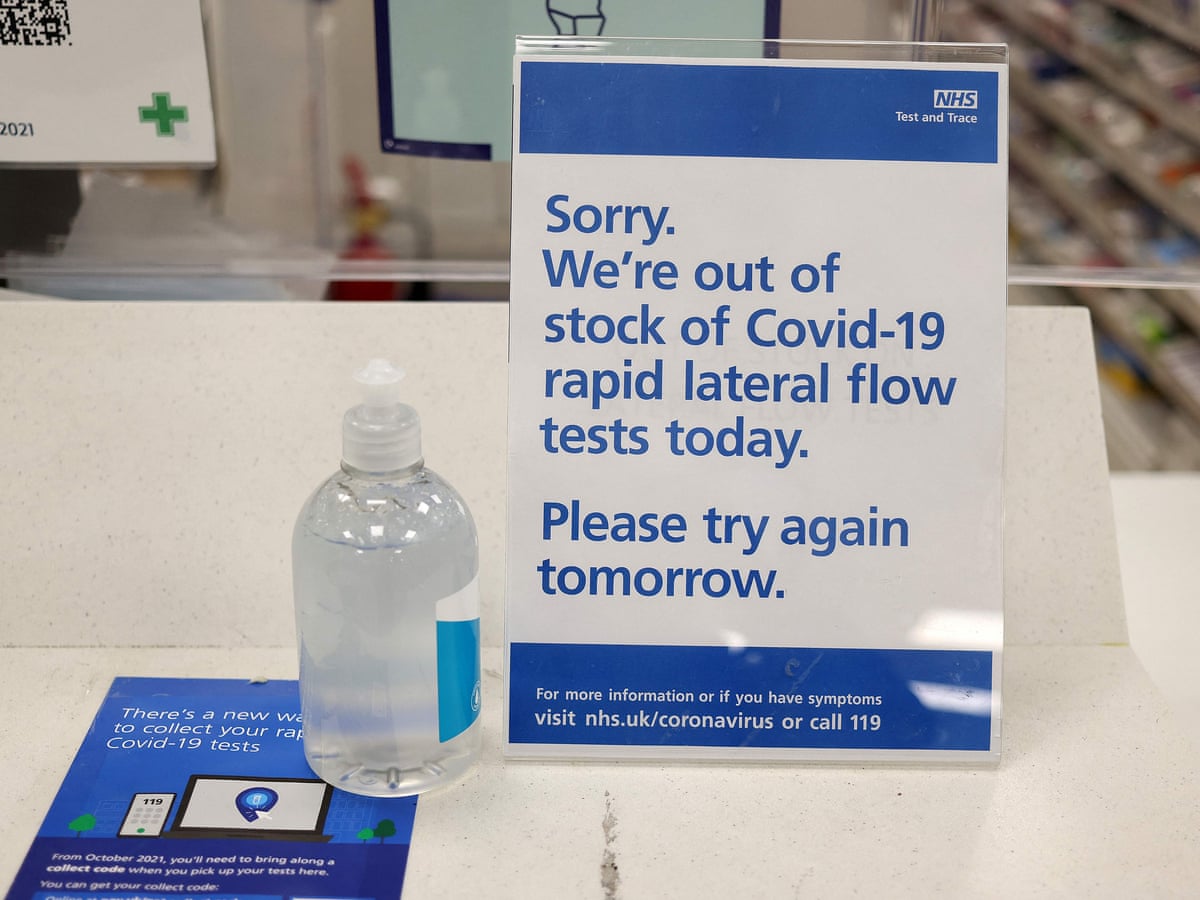 2021
NHS
Test and Trace
Sorry.
We're out of
stock of Covid-19
rapid lateral flow
tests today.
Please try again
tomorrow.
For more information or if you have symptoms
visit nhs.uk/coronavirus or call 119
There's a new
to collect your
Covid-19 tests
119
From October 2021, you'll need to bring along a
collect code when you pick up your tests here.
You can get your collect code: